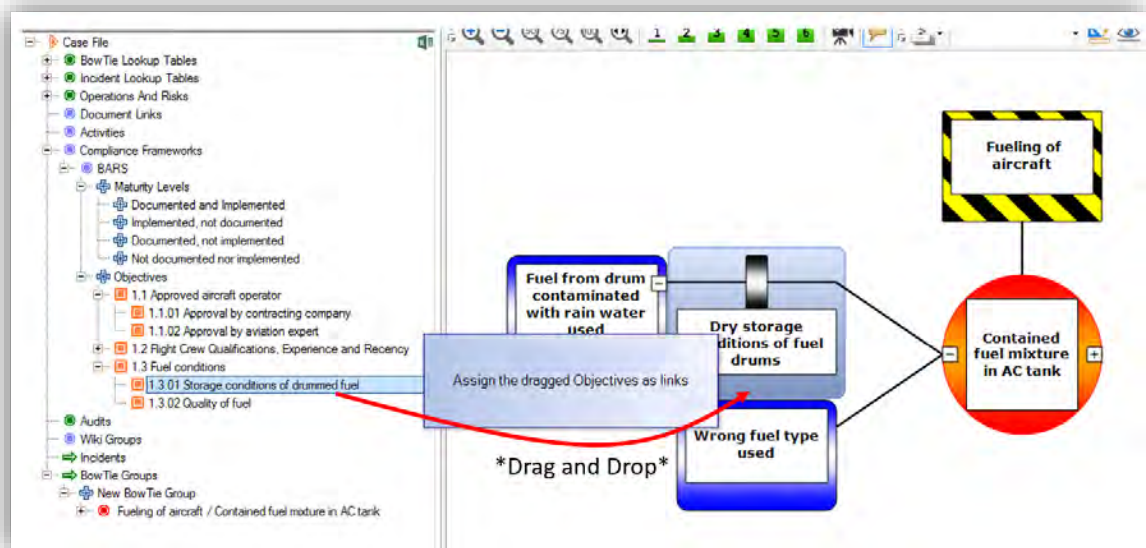 Case File
BowTie Lookup Tables
Incident Lookup Tables
Operations And Risks
Document Links
Activities
Compliance Frameworks
BARS
Maturity Levels
Documented and Implemented
Implemented, not documented
Documented, not implemented
Not documented nor implemented
Objectives
1.1 Approved aircraft operator
1.1.01 Approval by contracting company
1.1.02 Approval by aviation expert
1.2 Flight Crew Qualifications, Experience and Recency
1.3 Fuel conditions
1.3.01 Storage conditions of drummed fuel
1.3.02 Quality of fuel
Audits
Wiki Groups
Incidents
BowTie Groups
New BowTie Group
Fueling of aircraft / Contained fuel mixture in AC tank
1 2 3 4 5 6
Fueling of
aircraft
Fuel from drum
contaminated
with rain water
used
Dry storage
nditions of fuel
drums
Assign the dragged Objectives as links
Contained
fuel mixture
in AC tank
Wrong fuel type
used
*Drag and Drop*